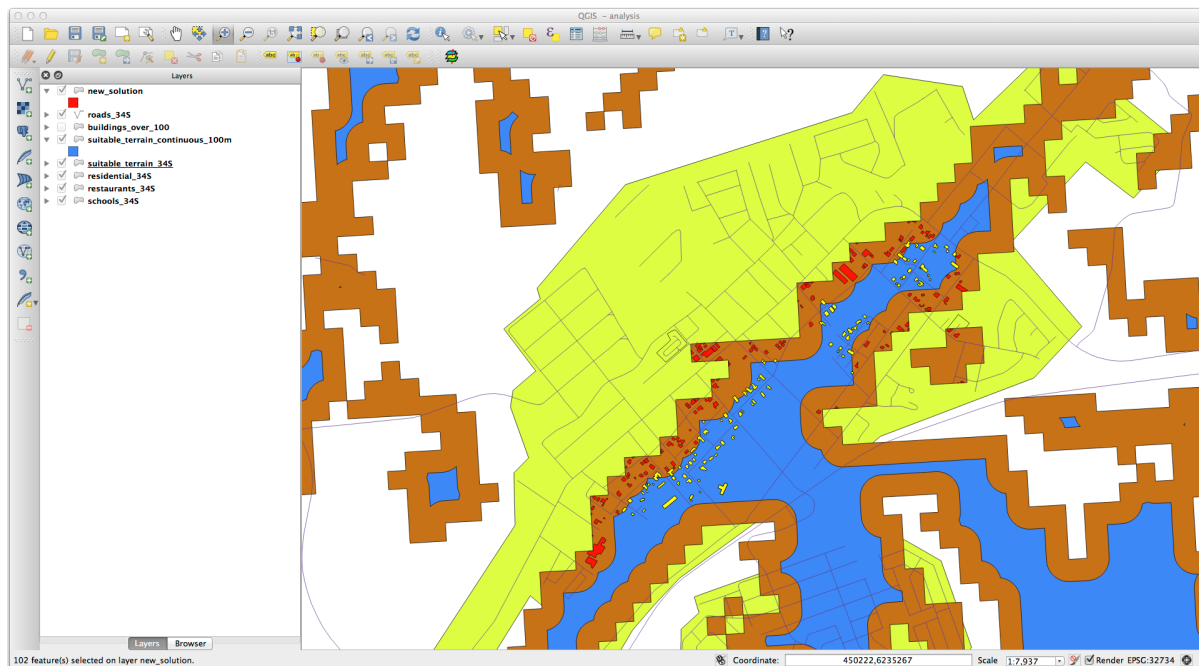 QGIS - analysis
Layers
new_solution
roads_34S
buildings_over_100
suitable_terrain_continuous_100m
suitable_terrain_34S
residential_34S
restaurants_34S
schools_34S
Layers Browser
102 feature(s) selected on layer new_solution.
Coordinate: 450222,6235267 Scale 1:7,937 Render EPSG:32734